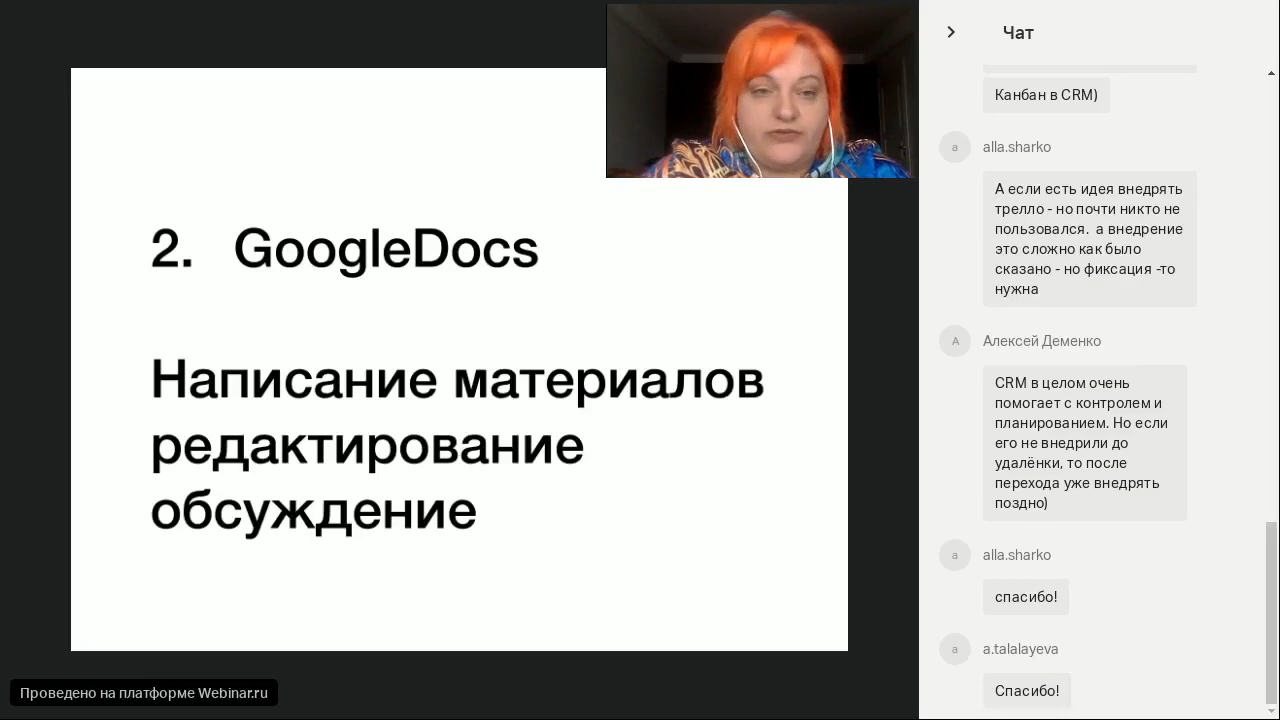 2. GoogleDocs
Написание материалов
редактирование
обсуждение
Проведено на платформе Webinar.ru
Чат
Канбан в CRM)
a
alla.sharko
А если есть идея внедрять
трелло - но почти никто не
пользовался. а внедрение
это сложно как было
сказано - но фиксация -то
нужна
А
Алексей Деменко
CRM в целом очень
помогает с контролем и
планированием. Но если
его не внедрили до
удалёнки, то после
перехода уже внедрять
поздно)
a
alla.sharko
спасибо!
a
a.talalayeva
Спасибо!